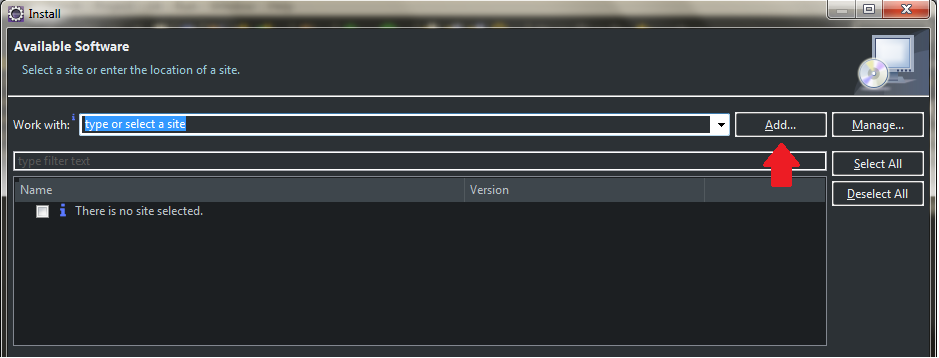 Install
Available Software
Select a site or enter the location of a site.
Work with: type or select a site Add... Manage...
type filter text Select All
Name Version Deselect All
There is no site selected.